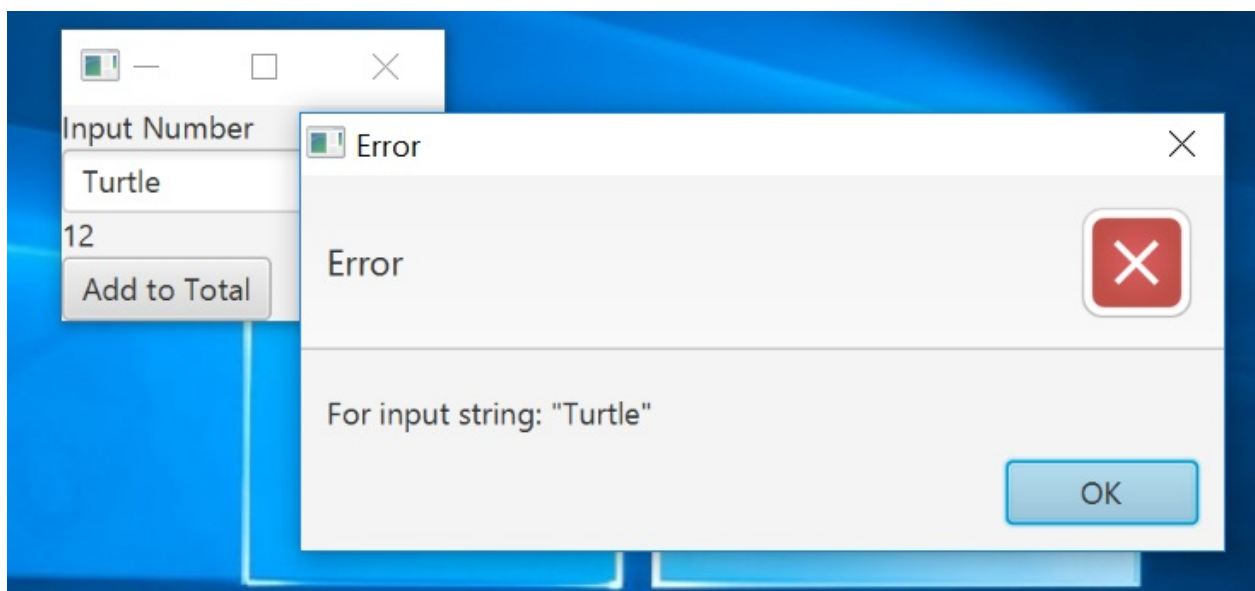 Input Number
Turtle
12
Add to Total
Error
Error
For input string: "Turtle"
OK